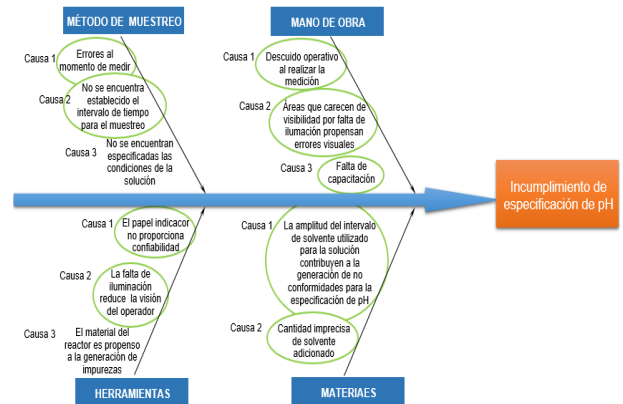 MÉTODO DE MUESTREO
Causa 1
Errores al
momento de medir
Causa 2
No se encuentra
establecido el
intervalo de tiempo
para el muestreo
Causa 3
No se encuentran
especificadas las
condiciones de la
solución
MANO DE OBRA
Causa 1
Descuido operativo
al realizar la
medición
Causa 2
Áreas que carecen de
visibilidad por falta de
ilumación propensan
errores visuales
Causa 3
Falta de
capacitación
Incumplimiento de
especificación de pH
Causa 1
El papel indicacor
no proporciona
confiabilidad
Causa 2
La falta de
iluminación
reduce la visión
del operador
Causa 3
El material del
reactor es propenso
a la generación de
impurezas
HERRAMIENTAS
Causa 1
La amplitud del intervalo
de solvente utilizado
para la solución
contribuyen a la
generación de no
conformidades para la
especificación de pH
Causa 2
Cantidad imprecisa
de solvente
adicionado
MATERIAES